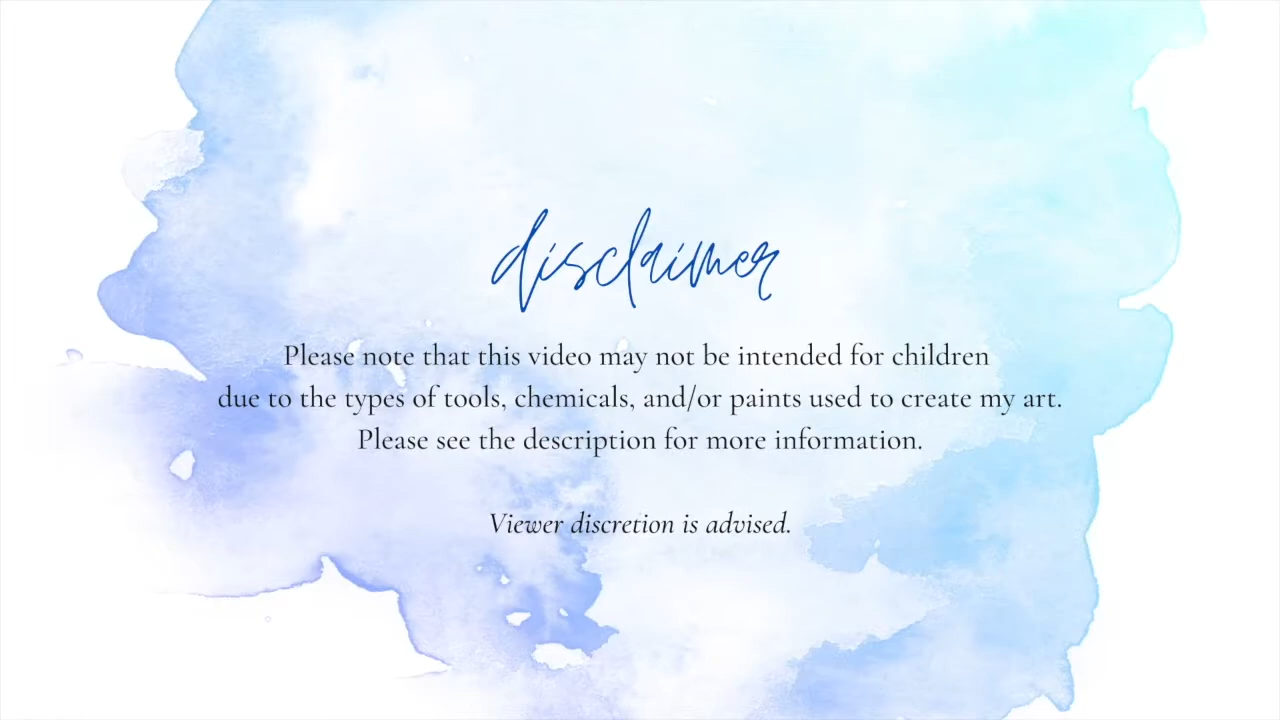 disclaimer
Please note that this video may not be intended for children
due to the types of tools, chemicals, and/or paints used to create my art.
Please see the description for more information.
Viewer discretion is advised.